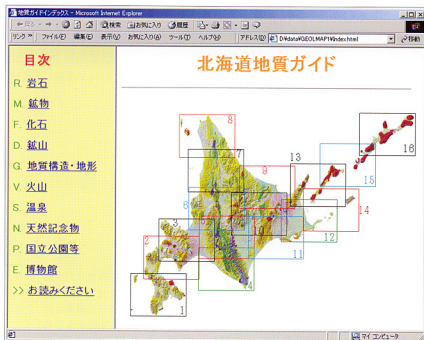 地質ガイドインデックス - Microsoft Internet Explorer
戻る 検索 お気に入り 履歴
リンク » ファイル(F) 編集(E) 表示(V) お気に入り(A) ツール(T) ヘルプ(H) アドレス(D) D:\data\GEOLMAP1\index.html 移動
目次
R. 岩石
M. 鉱物
F. 化石
D. 鉱山
G. 地質構造・地形
V. 火山
S. 温泉
N. 天然記念物
P. 国立公園等
E. 博物館
>> お読みください
北海道地質ガイド
8
7
9
13
16
15
14
6
3
5
10
12
2
11
4
1
マイ コンピュータ